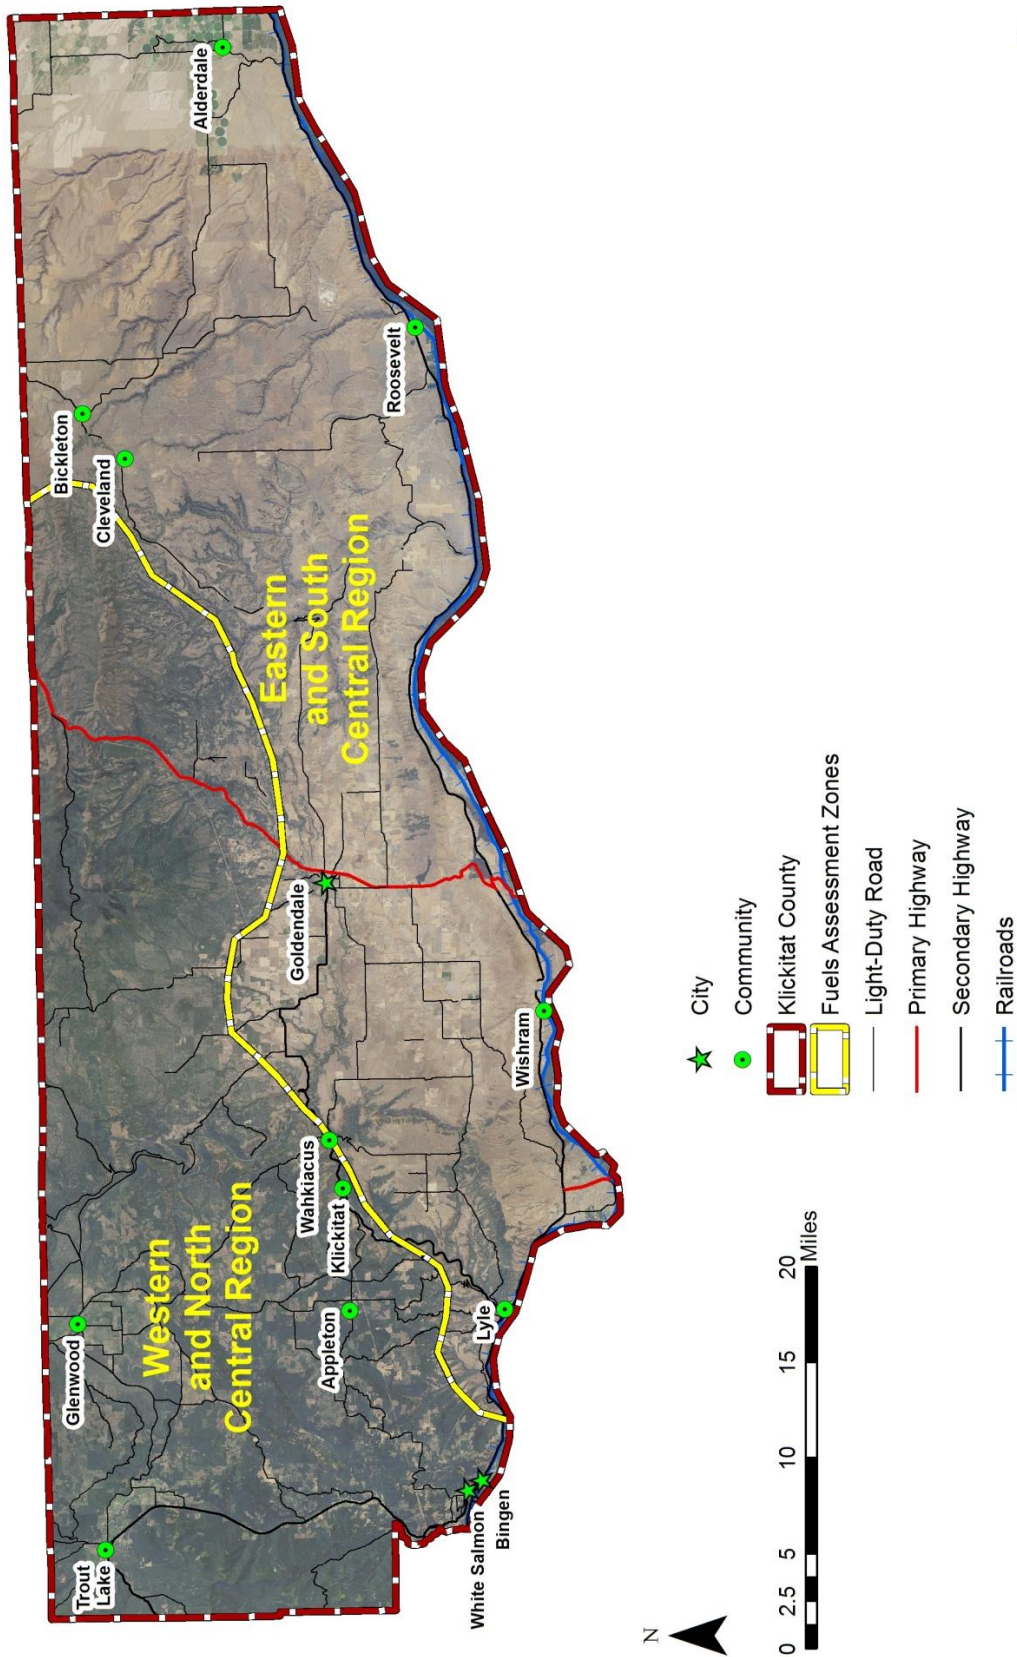 Trout
Lake
Glenwood
Bickleton
Cleveland
Alderdale
Western
and North
Central Region
Eastern
and South
Central Region
Goldendale
Wahkiacus
Klickitat
Appleton
Roosevelt
Lyle
Wishram
White Salmon
Bingen
N
0
2.5
5
10
15
20
Miles
City
Community
Klickitat County
Fuels Assessment Zones
Light-Duty Road
Primary Highway
Secondary Highway
Railroads